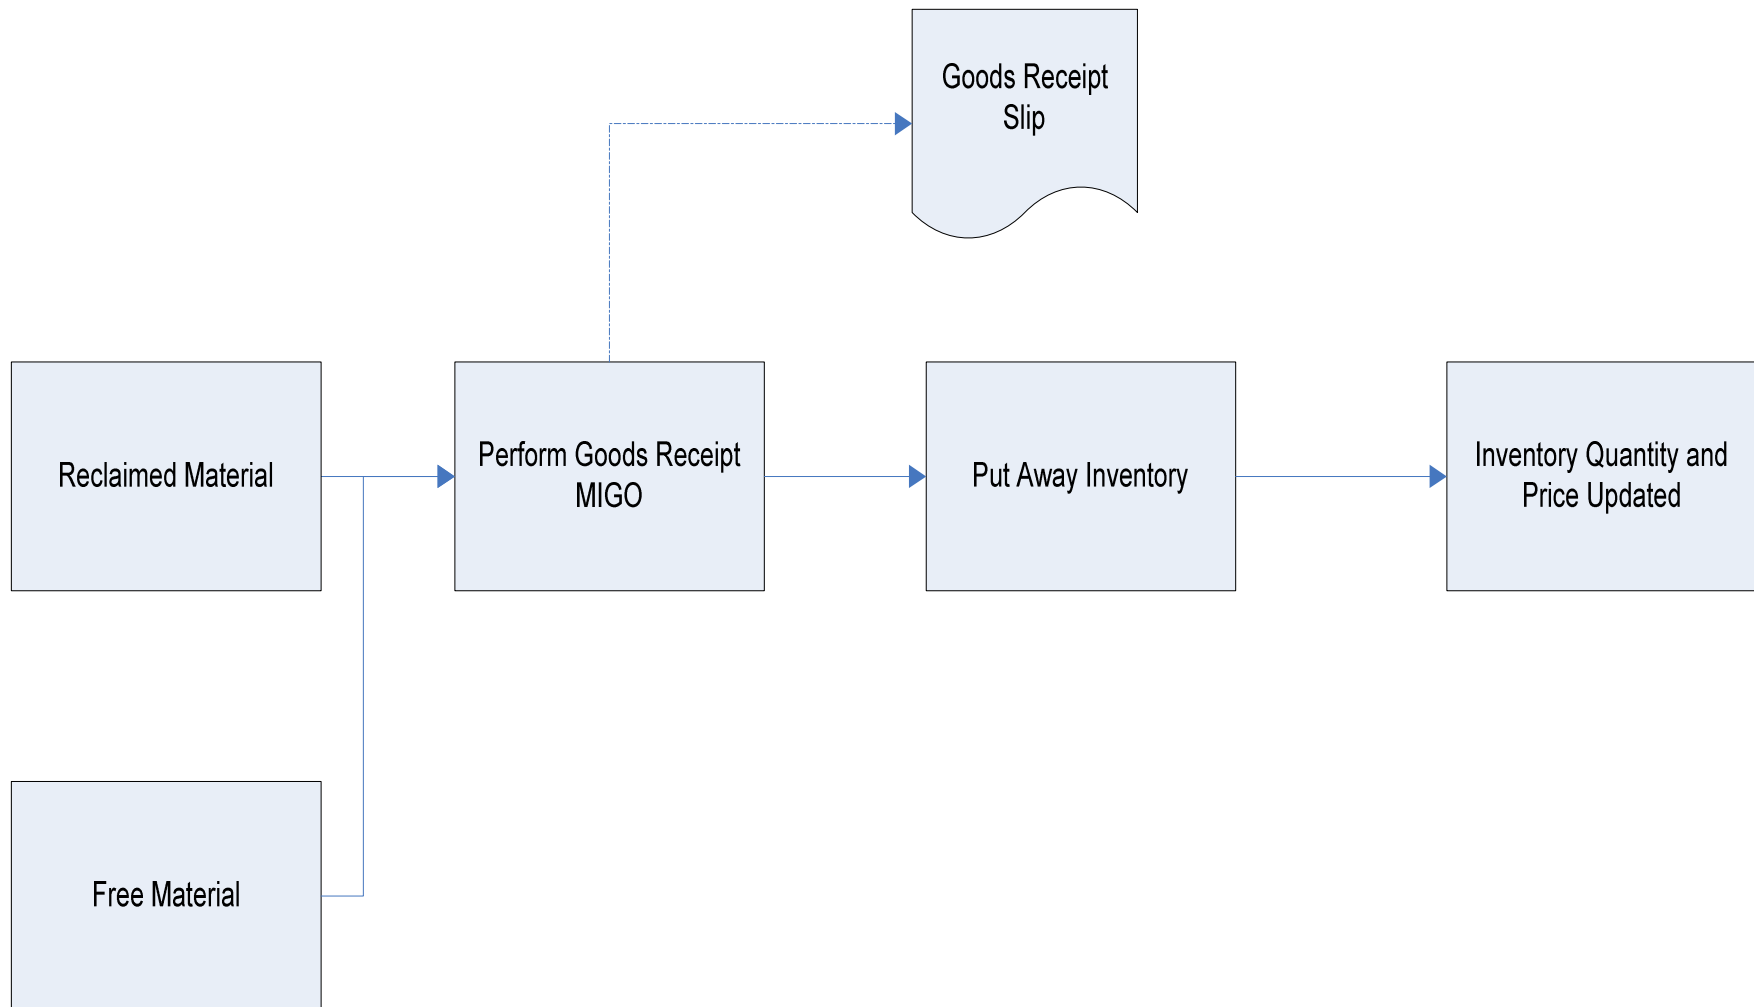 Goods Receipt
Slip
Reclaimed Material
Perform Goods Receipt
MIGO
Put Away Inventory
Inventory Quantity and
Price Updated
Free Material